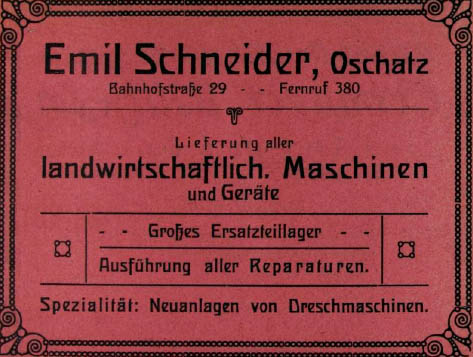 Emil Schneider, Oschatz
Bahnhofstraße 29 - - Fernruf 380
Lieferung aller
landwirtschaftlich. Maschinen
und Geräte
- - Großes Ersatzteillager - -
Ausführung aller Reparaturen.
Spezialität: Neuanlagen von Dreschmaschinen.